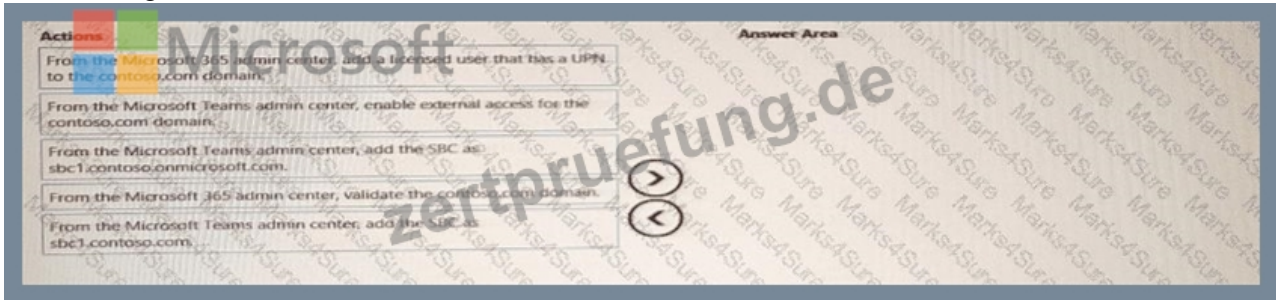 Actions
Answer Area
Microsoft
From the Microsoft 365 admin center, add a licensed user that has a UPN
to the contoso.com domain.
From the Microsoft Teams admin center, enable external access for the
contoso.com domain.
From the Microsoft Teams admin center, add the SBC as
sbc1.contoso.onmicrosoft.com.
From the Microsoft 365 admin center, validate the contoso.com domain.
From the Microsoft Teams admin center, add the SBC as
sbc1.contoso.com.
zertpruefung.de
Marks4Sure